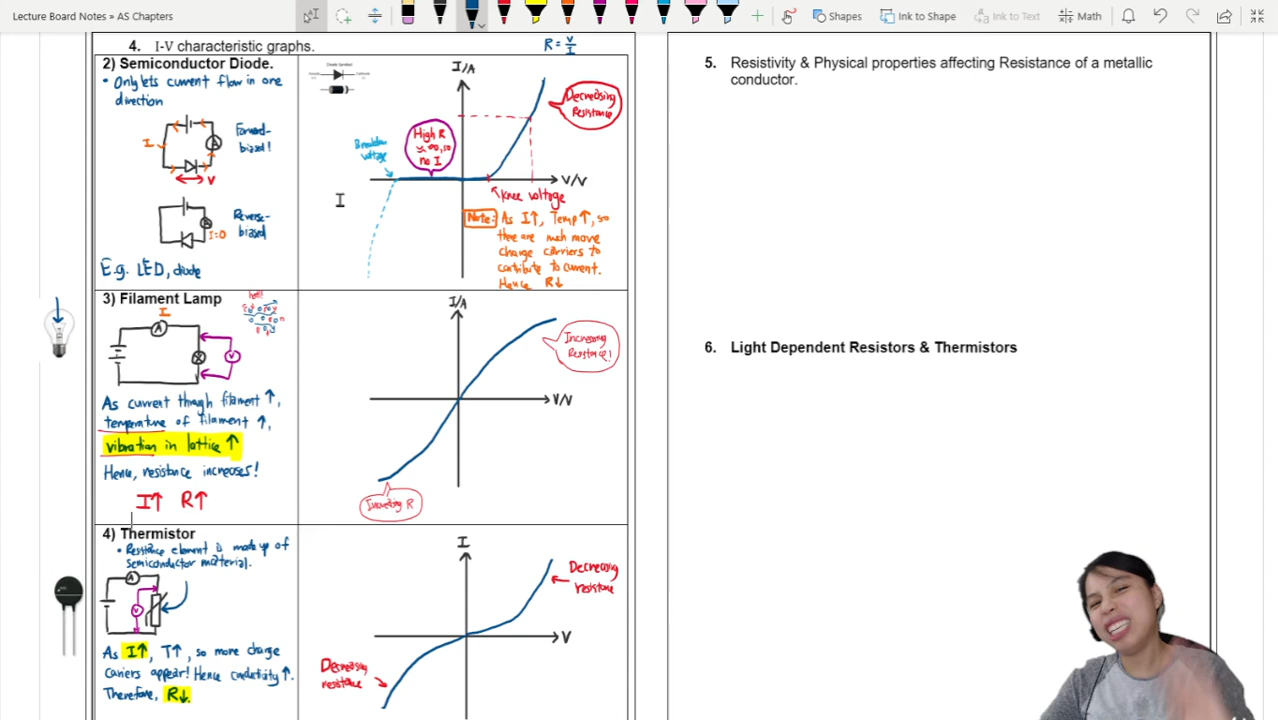 Lecture Board Notes » AS Chapters
Shapes
Ink to Shape
Ink to Text
Math
4. I-V characteristic graphs.
R = V/I
2) Semiconductor Diode.
• Only lets current flow in one
direction
I
Forward-
biased!
V
Reverse-
biased
I=0
E.g. LED, diode
Diode Symbol
I/A
Decreasing
Resistance
High R
≈ ∞, so
no I
Breakdown
voltage
V/V
Knee voltage
I
Note: As I↑, Temp↑, so
there are much more
charge carriers to
contribute to current.
Hence R↓
3) Filament Lamp
I
A
V
As current though filament ↑,
temperature of filament ↑,
vibration in lattice ↑
Hence, resistance increases!
I↑ R↑
I/A
Increasing
Resistance!
V/V
Increasing R
4) Thermistor
• Resistance element is made up of
semiconductor material.
A
V
As I↑, T↑, so more charge
carriers appear! Hence conductivity ↑.
Therefore, R↓.
I
Decreasing
resistance
V
Decreasing
resistance
5. Resistivity & Physical properties affecting Resistance of a metallic
conductor.
6. Light Dependent Resistors & Thermistors